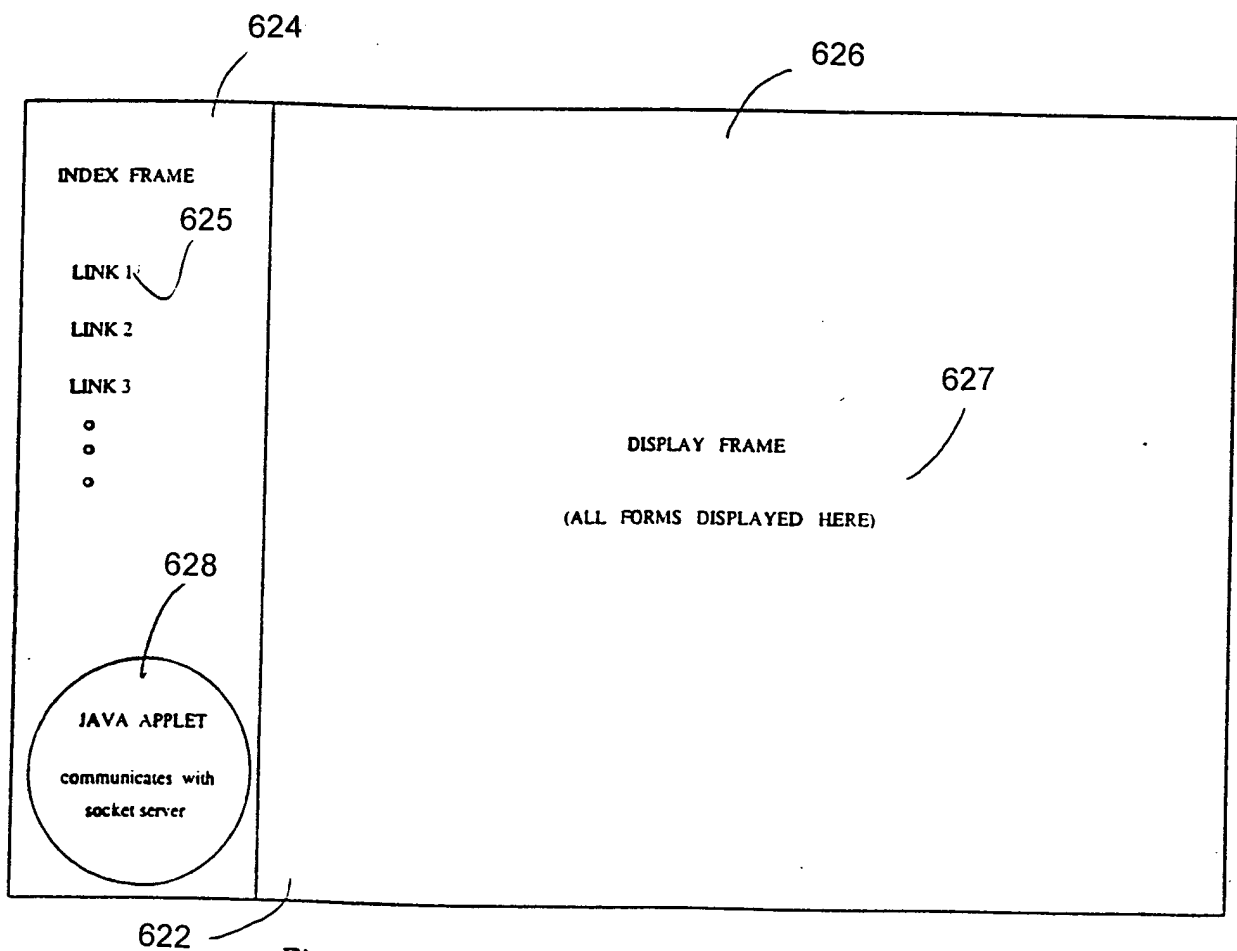 624
626
INDEX FRAME
625
LINK 1
LINK 2
LINK 3
627
DISPLAY FRAME
(ALL FORMS DISPLAYED HERE)
628
JAVA APPLET
communicates with
socket server
622